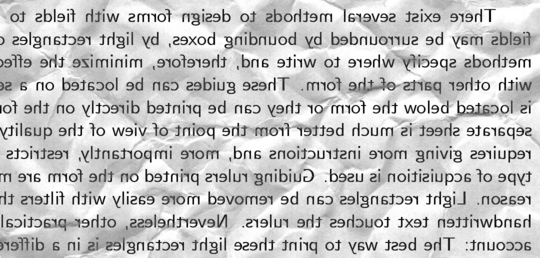 There exist several methods to design forms with fields to
fields may be surrounded by bounding boxes, by light rectangles o
methods specify where to write and, therefore, minimize the effe
with other parts of the form. These guides can be located on a se
is located below the form or they can be printed directly on the fo
separate sheet is much better from the point of view of the quality
requires giving more instructions and, more importantly, restricts
type of acquisition is used. Guiding rulers printed on the form are m
reason. Light rectangles can be removed more easily with filters th
handwritten text touches the rulers. Nevertheless, other practical
account: The best way to print these light rectangles is in a differe